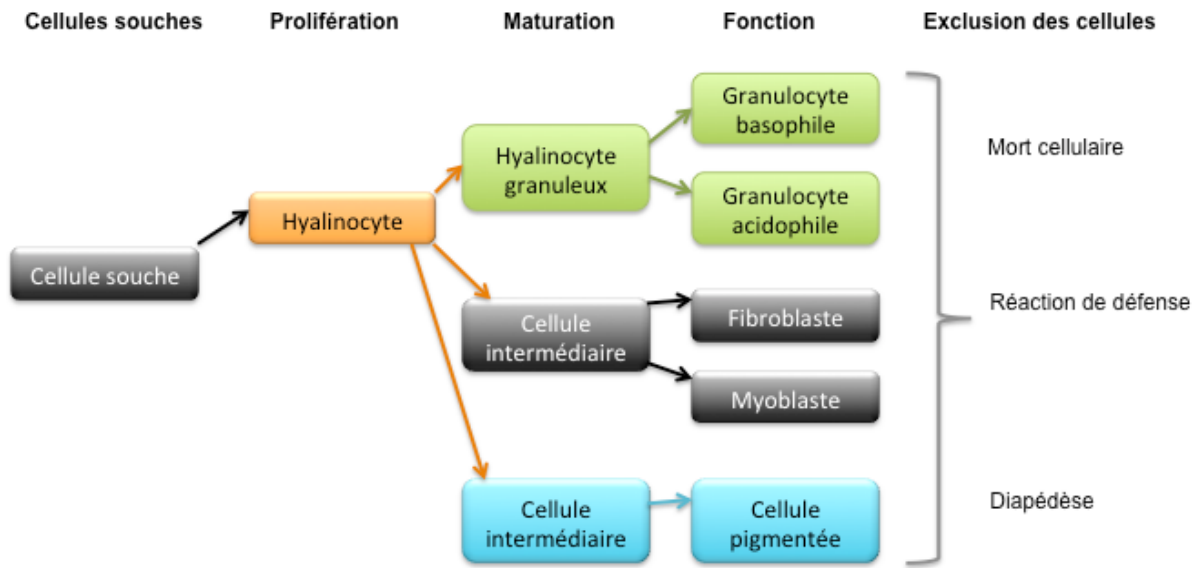 Cellules souches
Prolifération
Maturation
Fonction
Exclusion des cellules
Cellule souche
Hyalinocyte
Hyalinocyte
granuleux
Granulocyte
basophile
Granulocyte
acidophile
Cellule
intermédiaire
Fibroblaste
Myoblaste
Cellule
intermédiaire
Cellule
pigmentée
Mort cellulaire
Réaction de défense
Diapédèse